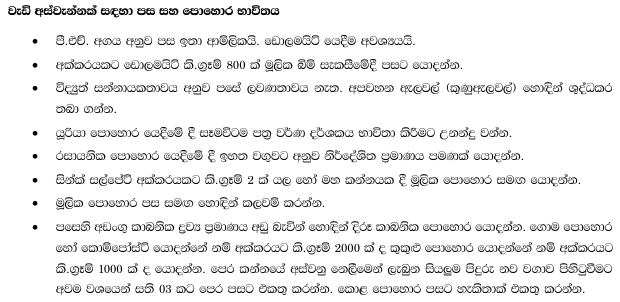 වැඩි අස්වැන්නක් සඳහා පස සහ පොහොර භාවිතය
• පී.එච්. අගය අනුව පස ඉතා ආම්ලිකයි. ඩොලමයිට් යෙදීම අවශ්‍යයයි.
• අක්කරයකට ඩොලමයිට් කි.ග්‍රෑම් 800 ක් මූලික බිම් සැකසීමේදී පසට යොදන්න.
• විද්‍යුත් සන්නායකතාවය අනුව පසේ ලවණතාවය නැත. අපවහන ඇලවල් (කුණුඇලවල්) හොඳින් ශුද්ධකර
තබා ගන්න.
• යූරියා පොහොර යෙදීමේ දී සෑමවිටම පත්‍ර වර්ණ දර්ශකය භාවිතා කිරීමට උනන්දු වන්න.
• රසායනික පොහොර යෙදීමේ දී ඉහත වගුවට අනුව නිර්දේශිත ප්‍රමාණය පමණක් යොදන්න.
• සින්ක් සල්පේට් අක්කරයකට කි.ග්‍රෑම් 2 ක් යල හෝ මහ කන්නයක දී මූලික පොහොර සමඟ යොදන්න.
• මූලික පොහොර පස සමඟ හොඳින් කලවම් කරන්න.
• පසෙහි අඩංගු කාබනික ද්‍රව්‍ය ප්‍රමාණය අඩු බැවින් හොඳින් දිරූ කාබනික පොහොර යොදන්න. ගොම පොහොර
හෝ කොම්පෝස්ට් යොදන්නේ නම් අක්කරයට කි.ග්‍රෑම් 2000 ක් ද කුකුළු පොහොර යොදන්නේ නම් අක්කරයට
කි.ග්‍රෑම් 1000 ක් ද යොදන්න. පෙර කන්නයේ අස්වනු නෙලීමෙන් ලැබුන සියලුම පිදුරු නව වගාව පිහිටුවීමට
අවම වශයෙන් සති 03 කට පෙර පසට එකතු කරන්න. කොළ පොහොර පසට හැකිතාක් එකතු කරන්න.